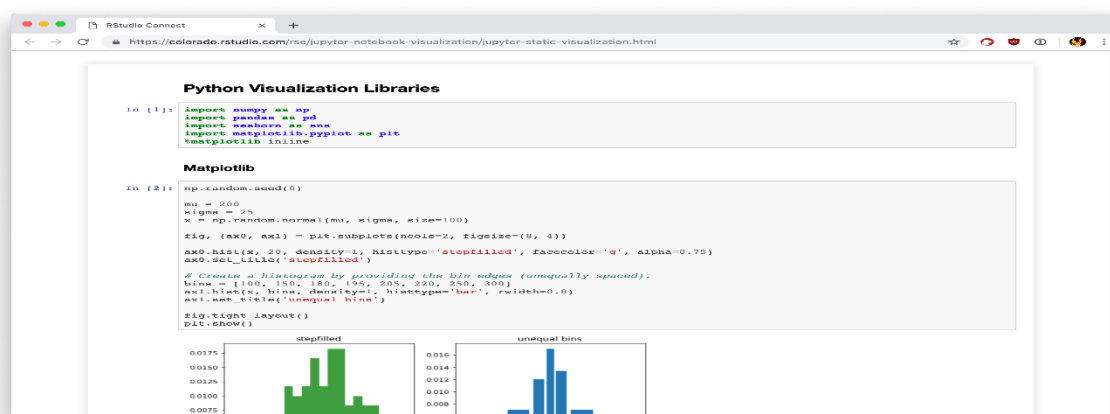 RStudio Connect
https://colorado.rstudio.com/rsc/jupyter-notebook-visualization/jupyter-static-visualization.html
Python Visualization Libraries
In [1]: import numpy as np
import pandas as pd
import seaborn as sns
import matplotlib.pyplot as plt
%matplotlib inline
Matplotlib
In [2]: np.random.seed(0)
mu = 200
sigma = 25
x = np.random.normal(mu, sigma, size=100)
fig, (ax0, ax1) = plt.subplots(ncols=2, figsize=(8, 4))
ax0.hist(x, 20, density=1, histtype='stepfilled', facecolor='g', alpha=0.75)
ax0.set_title('stepfilled')
# Create a histogram by providing the bin edges (unequally spaced).
bins = [100, 150, 180, 195, 205, 220, 250, 300]
ax1.hist(x, bins, density=1, histtype='bar', rwidth=0.8)
ax1.set_title('unequal bins')
fig.tight_layout()
plt.show()
stepfilled
0.0175
0.0150
0.0125
0.0100
0.0075
unequal bins
0.016
0.014
0.012
0.010
0.008